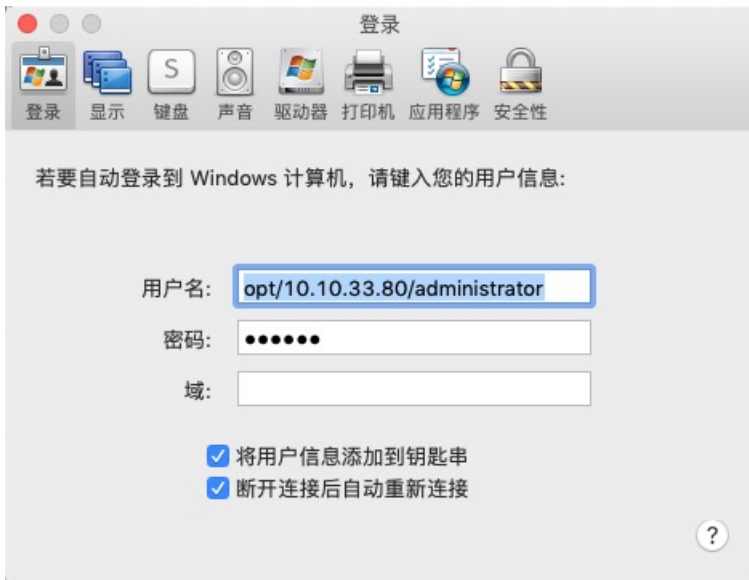 登录
登录 显示 键盘 声音 驱动器 打印机 应用程序 安全性
若要自动登录到 Windows 计算机，请键入您的用户信息:
用户名: opt/10.10.33.80/administrator
密码: ••••••
域:
将用户信息添加到钥匙串
断开连接后自动重新连接
?